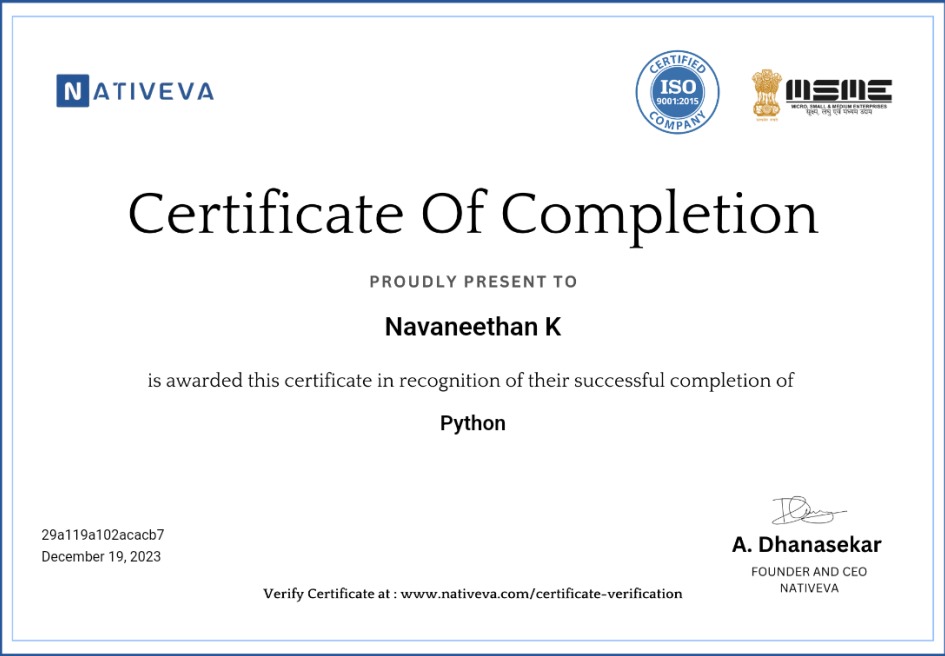 NATIVEVA
CERTIFIED
ISO
9001:2015
COMPANY
MSME
MICRO, SMALL & MEDIUM ENTERPRISES
सूक्ष्म, लघु एवं मध्यम उद्यम
Certificate Of Completion
PROUDLY PRESENT TO
Navaneethan K
is awarded this certificate in recognition of their successful completion of
Python
29a119a102acacb7
December 19, 2023
A. Dhanasekar
FOUNDER AND CEO
NATIVEVA
Verify Certificate at : www.nativeva.com/certificate-verification